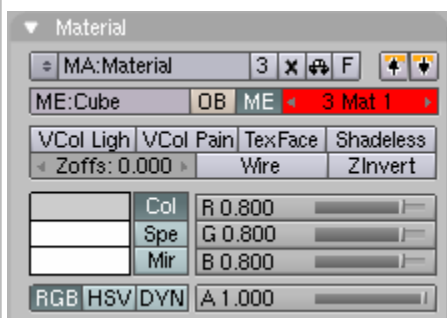 Material
MA:Material 3 X F
ME:Cube OB ME 3 Mat 1
VCol Ligh VCol Pain TexFace Shadeless
Zoffs: 0.000 Wire ZInvert
Col R 0.800
Spe G 0.800
Mir B 0.800
RGB HSV DYN A 1.000